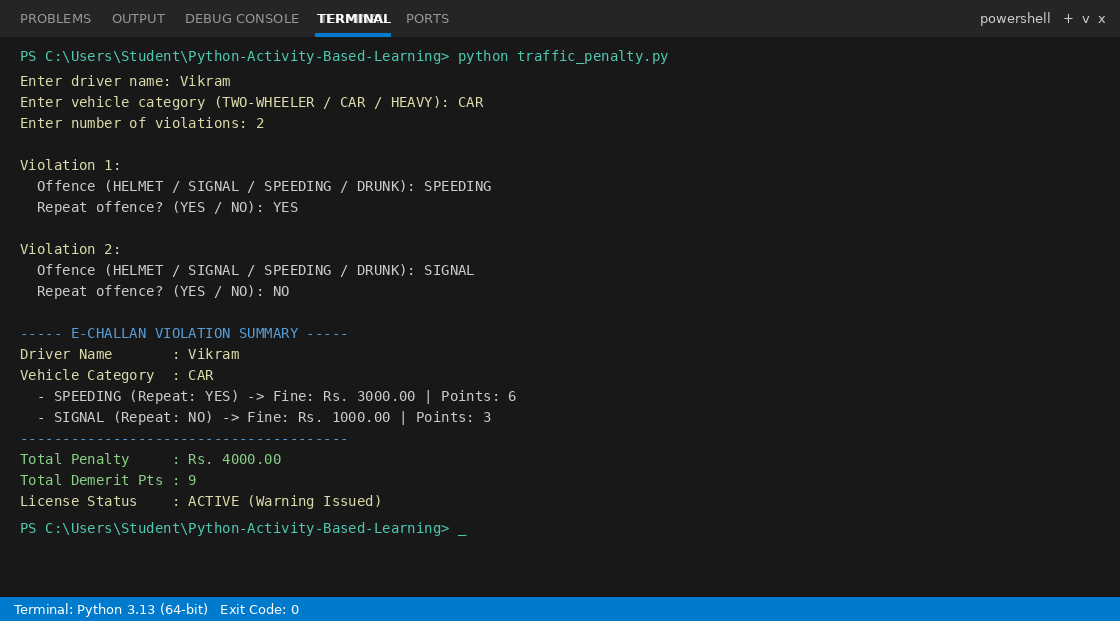 PROBLEMS OUTPUT DEBUG CONSOLE TERMINAL PORTS powershell + v x
PS C:\Users\Student\Python-Activity-Based-Learning> python traffic_penalty.py
Enter driver name: Vikram
Enter vehicle category (TWO-WHEELER / CAR / HEAVY): CAR
Enter number of violations: 2
Violation 1:
  Offence (HELMET / SIGNAL / SPEEDING / DRUNK): SPEEDING
  Repeat offence? (YES / NO): YES
Violation 2:
  Offence (HELMET / SIGNAL / SPEEDING / DRUNK): SIGNAL
  Repeat offence? (YES / NO): NO
----- E-CHALLAN VIOLATION SUMMARY -----
Driver Name       : Vikram
Vehicle Category  : CAR
  - SPEEDING (Repeat: YES) -> Fine: Rs. 3000.00 | Points: 6
  - SIGNAL (Repeat: NO) -> Fine: Rs. 1000.00 | Points: 3
---------------------------------------
Total Penalty     : Rs. 4000.00
Total Demerit Pts : 9
License Status    : ACTIVE (Warning Issued)
PS C:\Users\Student\Python-Activity-Based-Learning> _
Terminal: Python 3.13 (64-bit)   Exit Code: 0